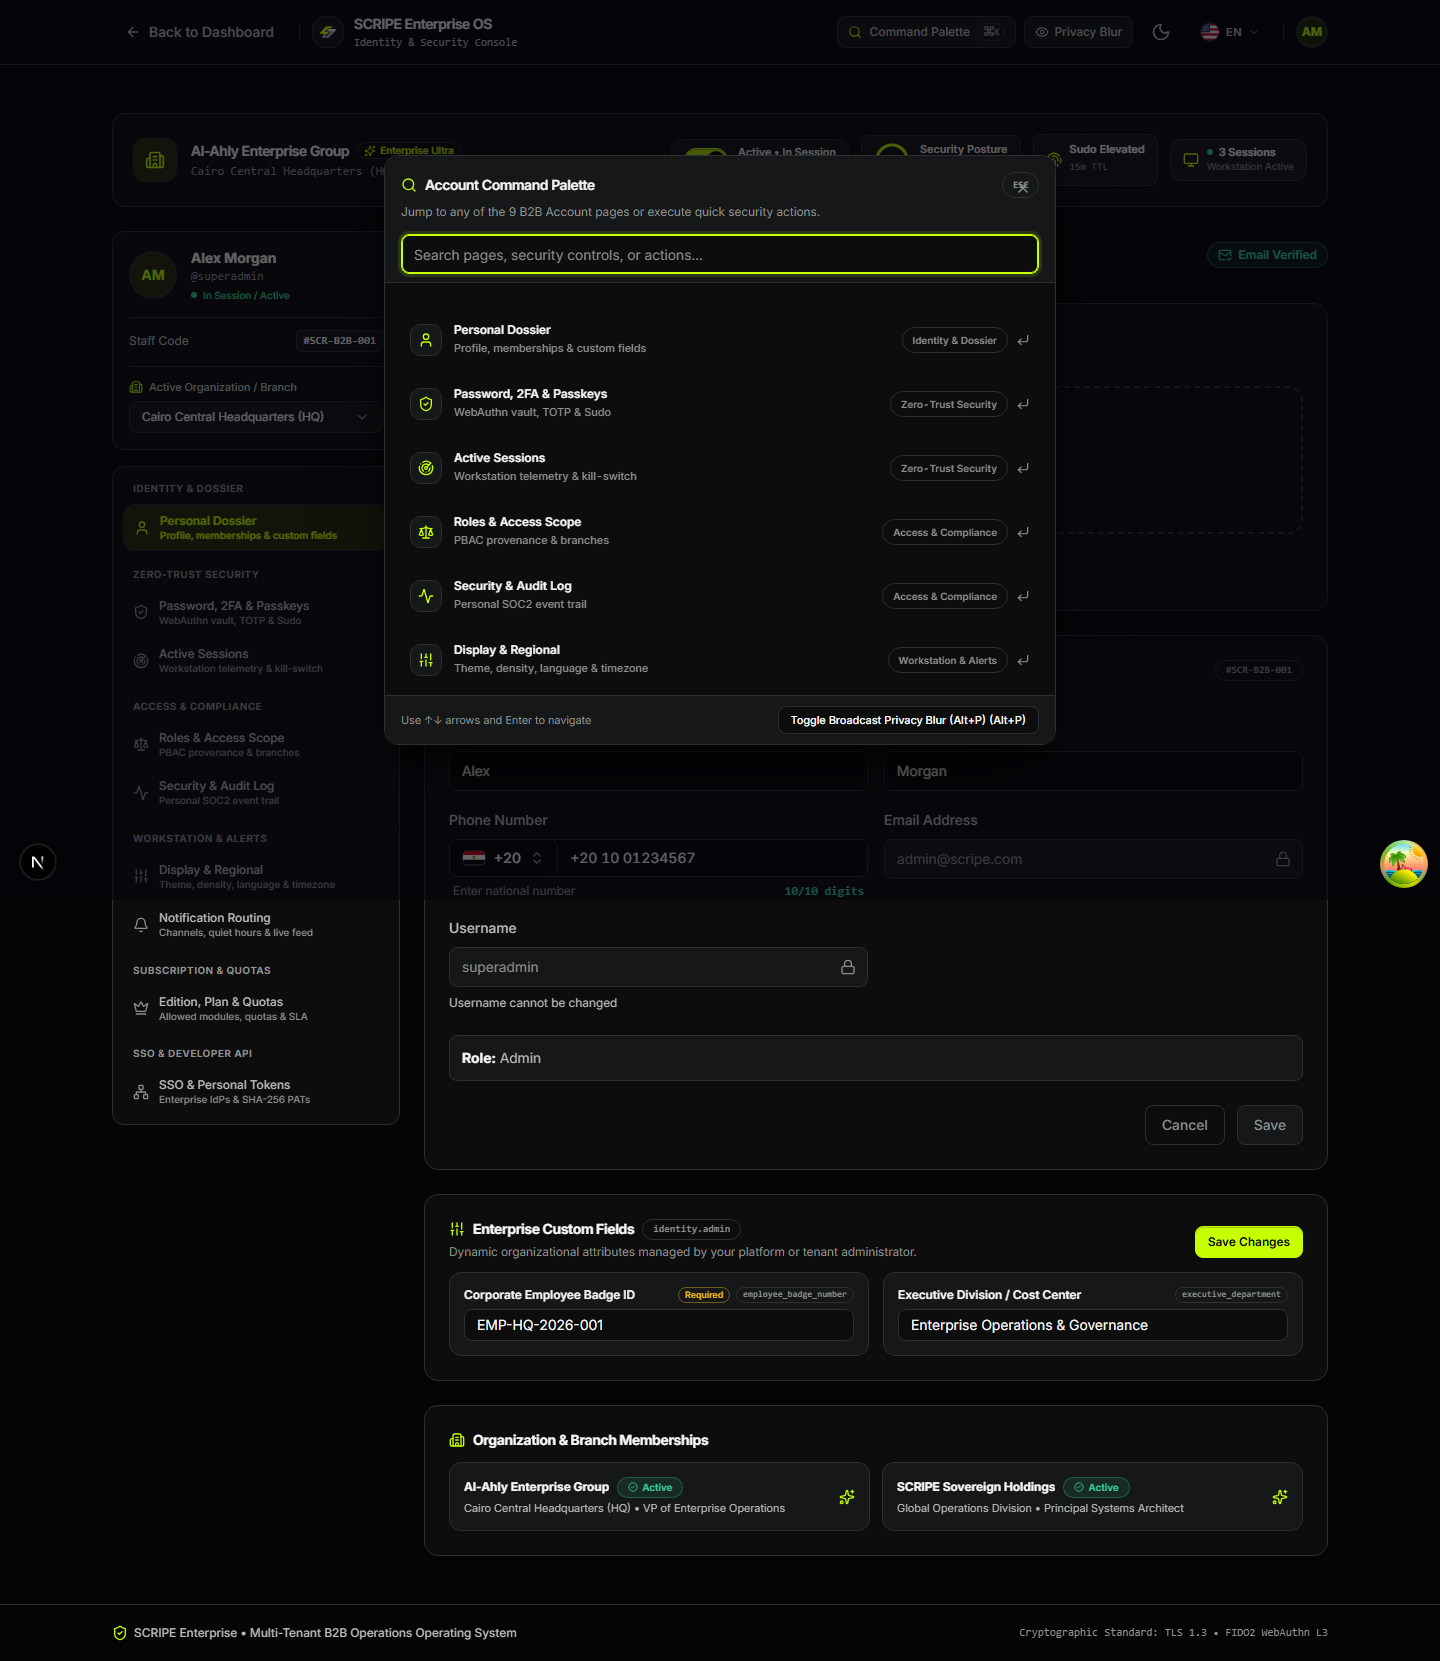 Back to Dashboard
SCRIPE Enterprise OS
Identity & Security Console
Command Palette ⌘K
Privacy Blur
EN
AM
Al-Ahly Enterprise Group
Enterprise Ultra
Cairo Central Headquarters (H
Active • In Session
Security Posture
Sudo Elevated
15m TTL
3 Sessions
Workstation Active
Account Command Palette
ESC
Jump to any of the 9 B2B Account pages or execute quick security actions.
Search pages, security controls, or actions...
Personal Dossier
Profile, memberships & custom fields
Identity & Dossier
Password, 2FA & Passkeys
WebAuthn vault, TOTP & Sudo
Zero-Trust Security
Active Sessions
Workstation telemetry & kill-switch
Zero-Trust Security
Roles & Access Scope
PBAC provenance & branches
Access & Compliance
Security & Audit Log
Personal SOC2 event trail
Access & Compliance
Display & Regional
Theme, density, language & timezone
Workstation & Alerts
Use ↑↓ arrows and Enter to navigate
Toggle Broadcast Privacy Blur (Alt+P) (Alt+P)
AM
Alex Morgan
@superadmin
In Session / Active
Staff Code
#SCR-B2B-001
Active Organization / Branch
Cairo Central Headquarters (HQ)
IDENTITY & DOSSIER
Personal Dossier
Profile, memberships & custom fields
ZERO-TRUST SECURITY
Password, 2FA & Passkeys
WebAuthn vault, TOTP & Sudo
Active Sessions
Workstation telemetry & kill-switch
ACCESS & COMPLIANCE
Roles & Access Scope
PBAC provenance & branches
Security & Audit Log
Personal SOC2 event trail
WORKSTATION & ALERTS
Display & Regional
Theme, density, language & timezone
Notification Routing
Channels, quiet hours & live feed
SUBSCRIPTION & QUOTAS
Edition, Plan & Quotas
Allowed modules, quotas & SLA
SSO & DEVELOPER API
SSO & Personal Tokens
Enterprise IdPs & SHA-256 PATs
N
Email Verified
#SCR-B2B-001
Alex
Morgan
Phone Number
Email Address
+20
+20 10 01234567
admin@scripe.com
Enter national number
10/10 digits
Username
superadmin
Username cannot be changed
Role: Admin
Cancel
Save
Enterprise Custom Fields
identity.admin
Dynamic organizational attributes managed by your platform or tenant administrator.
Save Changes
Corporate Employee Badge ID
Required
employee_badge_number
EMP-HQ-2026-001
Executive Division / Cost Center
executive_department
Enterprise Operations & Governance
Organization & Branch Memberships
Al-Ahly Enterprise Group
Active
Cairo Central Headquarters (HQ) • VP of Enterprise Operations
SCRIPE Sovereign Holdings
Active
Global Operations Division • Principal Systems Architect
SCRIPE Enterprise • Multi-Tenant B2B Operations Operating System
Cryptographic Standard: TLS 1.3 • FIDO2 WebAuthn L3